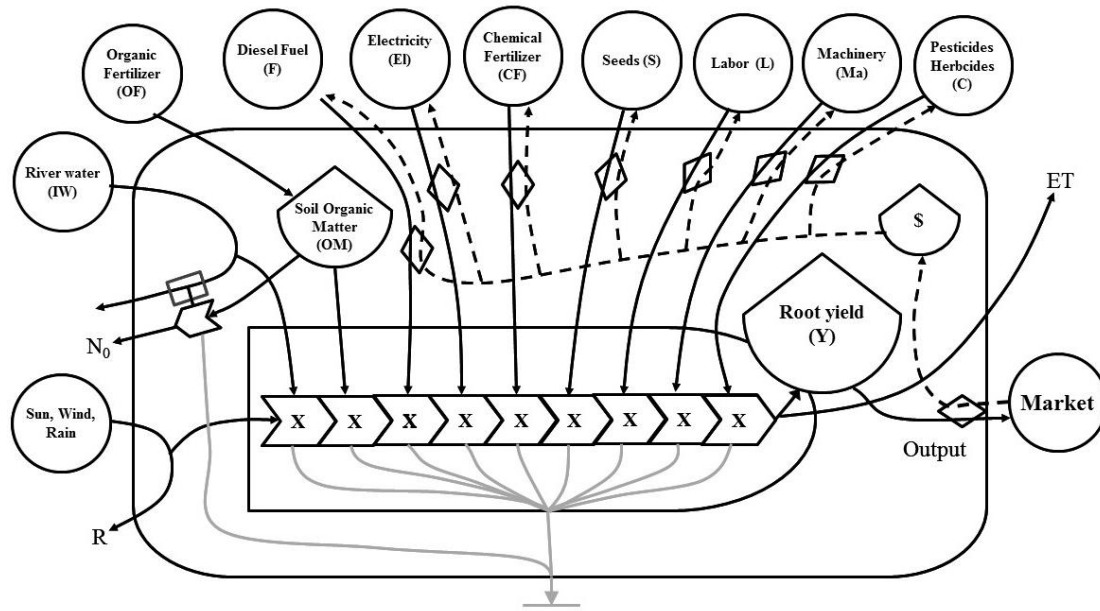 Organic
Fertilizer
(OF)
Diesel Fuel
(F)
Electricity
(El)
Chemical
Fertilizer
(CF)
Seeds (S)
Labor (L)
Machinery
(Ma)
Pesticides
Herbcides
(C)
River water
(IW)
Soil Organic
Matter
(OM)
$
ET
N₀
Root yield
(Y)
Sun, Wind,
Rain
X X X X X X X X X
Market
Output
R